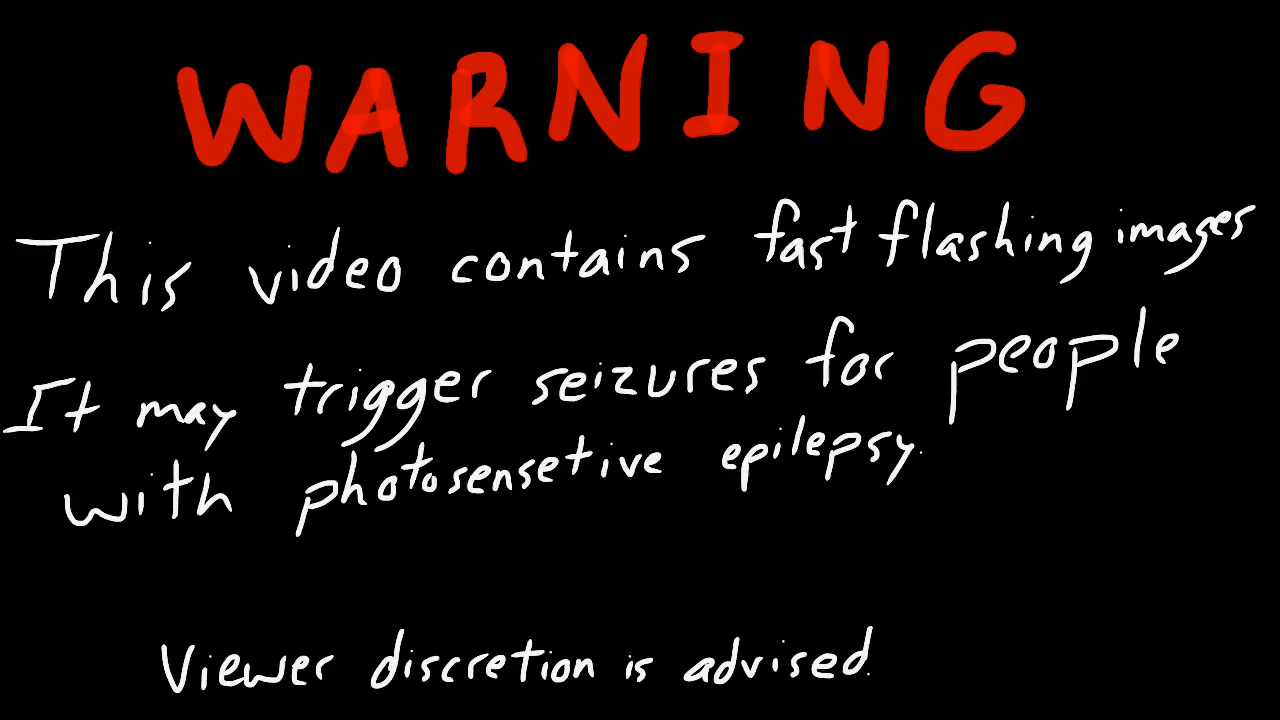 WARNING
This video contains fast flashing images
It may trigger seizures for people
with photosensetive epilepsy.
Viewer discretion is advised.